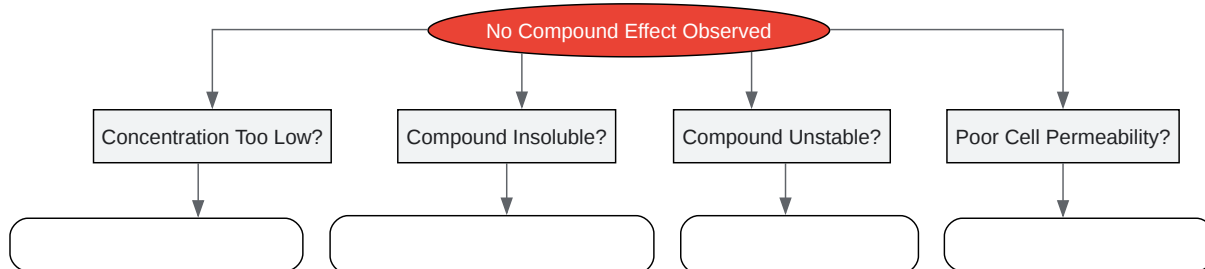 No Compound Effect Observed
Concentration Too Low?
Compound Insoluble?
Compound Unstable?
Poor Cell Permeability?